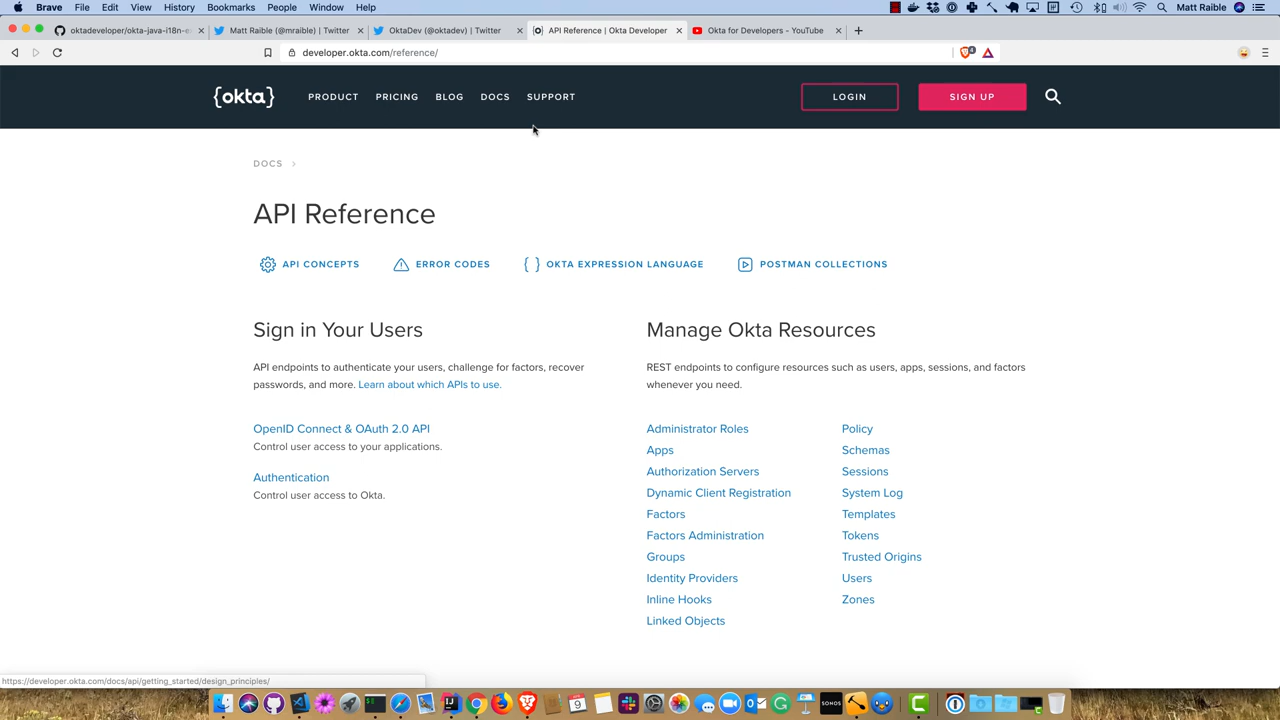 Brave File Edit View History Bookmarks People Window Help Matt Raible
oktadeveloper/okta-java-i18n-e Matt Raible (@mraible) | Twitter OktaDev (@oktadev) | Twitter API Reference | Okta Developer Okta for Developers - YouTube
developer.okta.com/reference/
{okta} PRODUCT PRICING BLOG DOCS SUPPORT LOGIN SIGN UP
DOCS
API Reference
API CONCEPTS ERROR CODES { } OKTA EXPRESSION LANGUAGE POSTMAN COLLECTIONS
Sign in Your Users
API endpoints to authenticate your users, challenge for factors, recover
passwords, and more. Learn about which APIs to use.
OpenID Connect & OAuth 2.0 API
Control user access to your applications.
Authentication
Control user access to Okta.
Manage Okta Resources
REST endpoints to configure resources such as users, apps, sessions, and factors
whenever you need.
Administrator Roles
Apps
Authorization Servers
Dynamic Client Registration
Factors
Factors Administration
Groups
Identity Providers
Inline Hooks
Linked Objects
Policy
Schemas
Sessions
System Log
Templates
Tokens
Trusted Origins
Users
Zones
https://developer.okta.com/docs/api/getting_started/design_principles/
9
SONOS